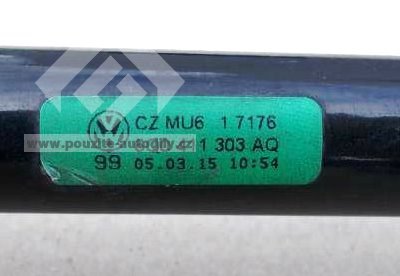 CZ MU6 1 7176
www.pouzite-autodily.cz
1 303 AQ
99 05.03.15 10:54